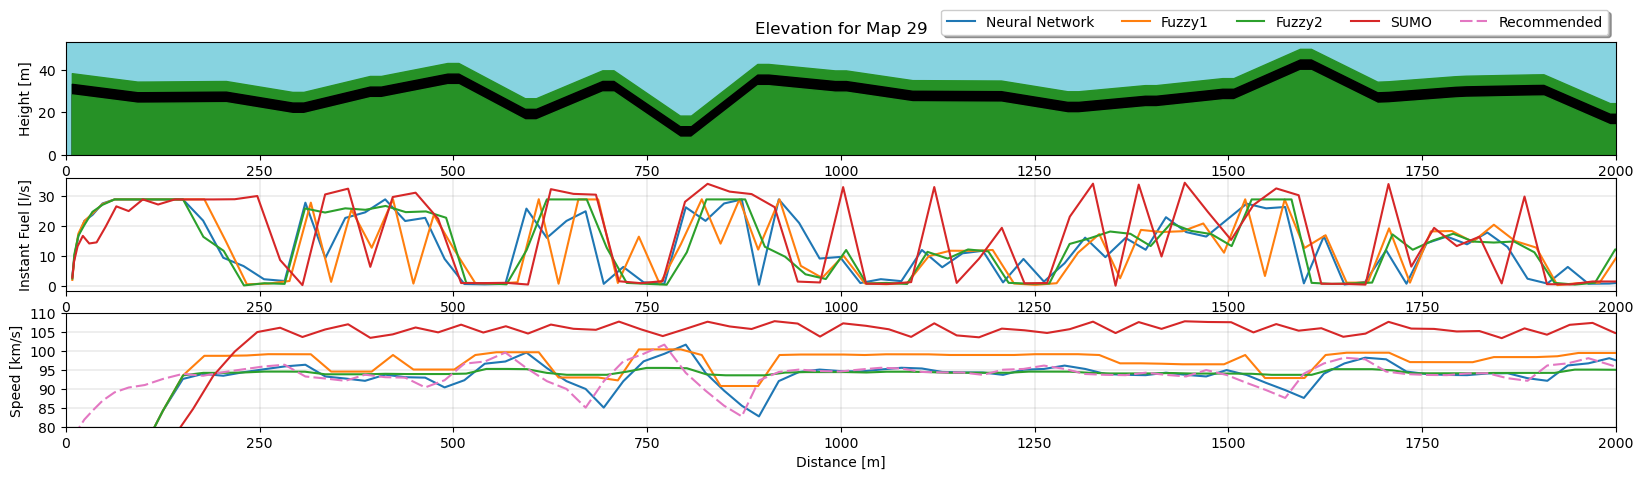 Elevation for Map 29
Neural Network Fuzzy1 Fuzzy2 SUMO Recommended
Height [m]
40
20
0
0 250 500 750 1000 1250 1500 1750 2000
Instant Fuel [l/s]
30
20
10
0
0 250 500 750 1000 1250 1500 1750 2000
Speed [km/s]
110
105
100
95
90
85
80
0 250 500 750 1000 1250 1500 1750 2000
Distance [m]